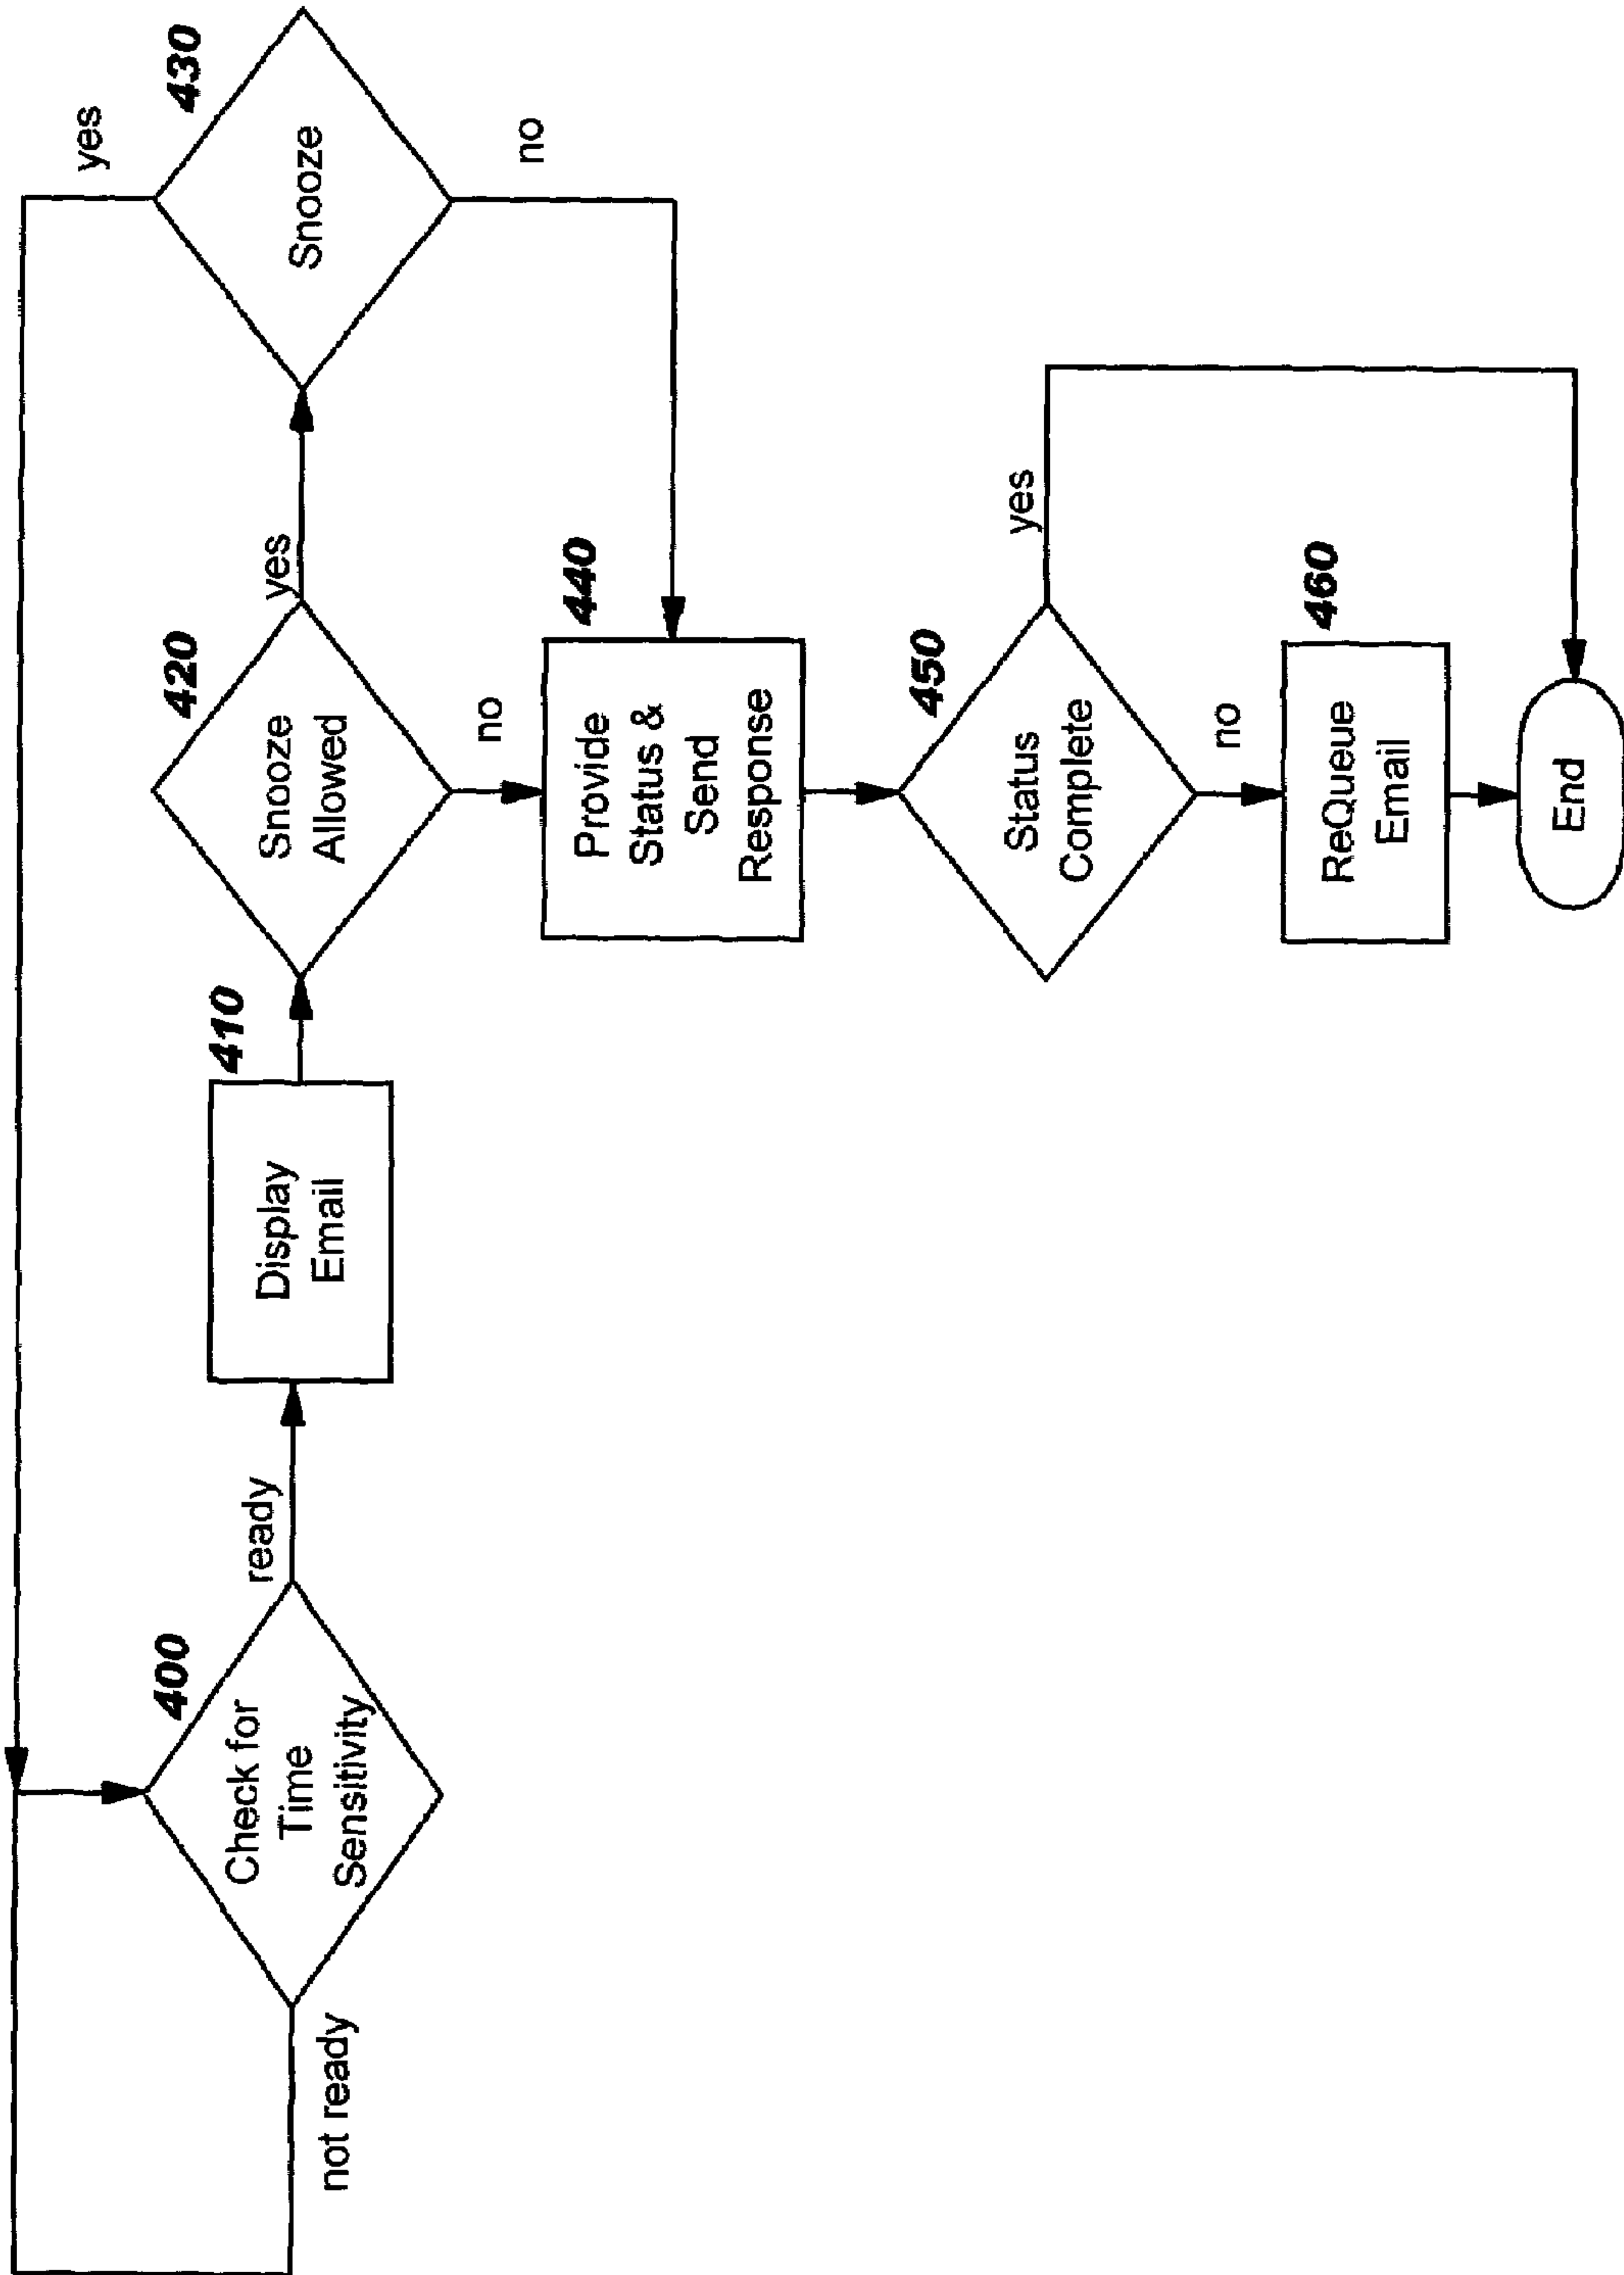 400
Check for
Time
Sensitivity
not ready
ready
410
Display
Email
420
Snooze
Allowed
yes
no
430
Snooze
yes
no
440
Provide
Status &
Send
Response
450
Status
Complete
yes
no
460
ReQueue
Email
End